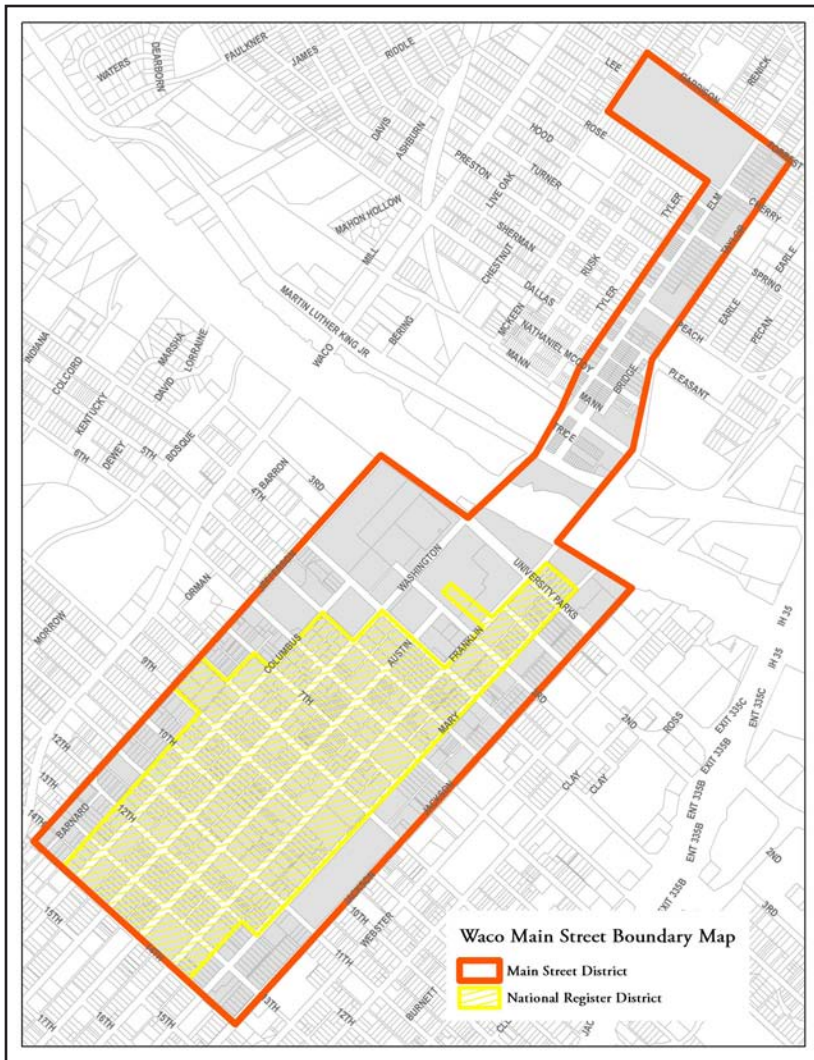 FAULKNER
RIDDLE
DEARBORN
JAMES
WATERS
LEE
RENICK
GARRISON
DAVIS
ASHBURN
HOOD
ROSE
PRESTON
TURNER
LIVE OAK
TYLER
ELM
CHERRY
MAHON HOLLOW
SHERMAN
TAYLOR
EARLE
MILL
CHESTNUT
RUSK
SPRING
DALLAS
TYLER
EARLE
MARTIN LUTHER KING JR
BERING
MCKEEN
NATHANIEL MCCOY
PEACH
PECAN
INDIANA
MARSHA
LORRAINE
WACO
MANN
BRIDGE
PLEASANT
COLCORD
DAVID
MANN
KENTUCKY
TRICE
5TH
BOSQUE
DEWEY
6TH
BARRON
3RD
4TH
WASHINGTON
UNIVERSITY PARKS
ORMAN
MORROW
COLUMBUS
AUSTIN
FRANKLIN
IH 35
9TH
IH 35
7TH
MARY
2ND
ROSS
EXIT 335C
ENT 335C
10TH
EXIT 335B
12TH
13TH
CLAY
CLAY
ENT 335B
14TH
BARNARD
12TH
JACKSON
ENT 335B
2ND
15TH
JACKSON
10TH
EXIT 335B
3RD
WEBSTER
11TH
Waco Main Street Boundary Map
Main Street District
National Register District
17TH
16TH
15TH
12TH
BURNETT